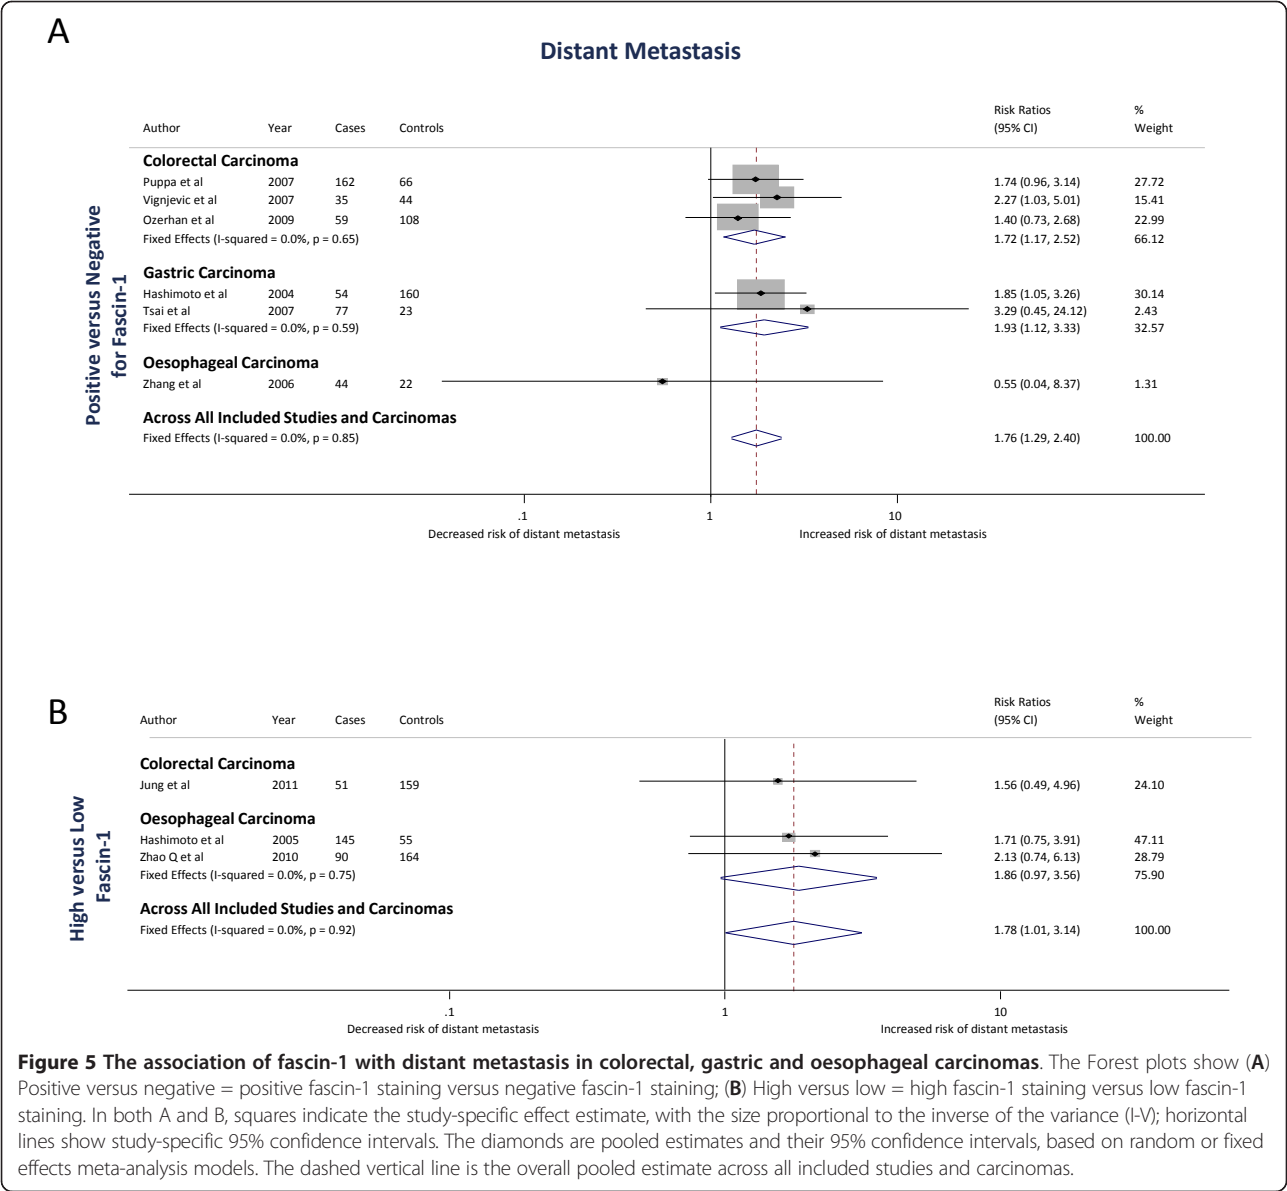 A
Distant Metastasis
Risk Ratios %
Author Year Cases Controls (95% CI) Weight
Positive versus Negative
for Fascin-1
Colorectal Carcinoma
Puppa et al 2007 162 66 1.74 (0.96, 3.14) 27.72
Vignjevic et al 2007 35 44 2.27 (1.03, 5.01) 15.41
Ozerhan et al 2009 59 108 1.40 (0.73, 2.68) 22.99
Fixed Effects (I-squared = 0.0%, p = 0.65) 1.72 (1.17, 2.52) 66.12
Gastric Carcinoma
Hashimoto et al 2004 54 160 1.85 (1.05, 3.26) 30.14
Tsai et al 2007 77 23 3.29 (0.45, 24.12) 2.43
Fixed Effects (I-squared = 0.0%, p = 0.59) 1.93 (1.12, 3.33) 32.57
Oesophageal Carcinoma
Zhang et al 2006 44 22 0.55 (0.04, 8.37) 1.31
Across All Included Studies and Carcinomas
Fixed Effects (I-squared = 0.0%, p = 0.85) 1.76 (1.29, 2.40) 100.00
.1 1 10
Decreased risk of distant metastasis Increased risk of distant metastasis
B
Risk Ratios %
Author Year Cases Controls (95% CI) Weight
High versus Low
Fascin-1
Colorectal Carcinoma
Jung et al 2011 51 159 1.56 (0.49, 4.96) 24.10
Oesophageal Carcinoma
Hashimoto et al 2005 145 55 1.71 (0.75, 3.91) 47.11
Zhao Q et al 2010 90 164 2.13 (0.74, 6.13) 28.79
Fixed Effects (I-squared = 0.0%, p = 0.75) 1.86 (0.97, 3.56) 75.90
Across All Included Studies and Carcinomas
Fixed Effects (I-squared = 0.0%, p = 0.92) 1.78 (1.01, 3.14) 100.00
.1 1 10
Decreased risk of distant metastasis Increased risk of distant metastasis
Figure 5 The association of fascin-1 with distant metastasis in colorectal, gastric and oesophageal carcinomas. The Forest plots show (A)
Positive versus negative = positive fascin-1 staining versus negative fascin-1 staining; (B) High versus low = high fascin-1 staining versus low fascin-1
staining. In both A and B, squares indicate the study-specific effect estimate, with the size proportional to the inverse of the variance (I-V); horizontal
lines show study-specific 95% confidence intervals. The diamonds are pooled estimates and their 95% confidence intervals, based on random or fixed
effects meta-analysis models. The dashed vertical line is the overall pooled estimate across all included studies and carcinomas.